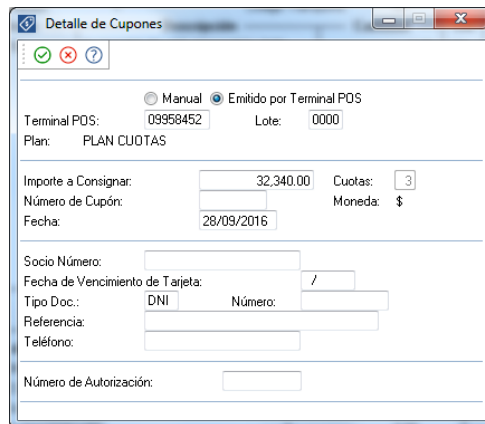 Detalle de Cupones
Manual Emitido por Terminal POS
Terminal POS: 09958452 Lote: 0000
Plan: PLAN CUOTAS
Importe a Consignar: 32,340.00 Cuotas: 3
Número de Cupón: Moneda: $
Fecha: 28/09/2016
Socio Número:
Fecha de Vencimiento de Tarjeta: /
Tipo Doc.: DNI Número:
Referencia:
Teléfono:
Número de Autorización: